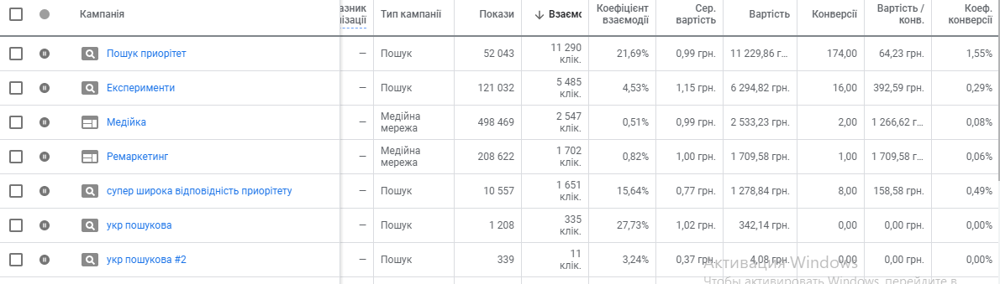 азник Взаємс Коефіцієнт Сер. Вартість / Коеф.
Кампанія ізації Тип кампанії Покази взаємодії вартість Вартість Конверсії конв. конверсії
Пошук приорітет — Пошук 52 043 11 290 клік. 21,69% 0,99 грн. 11 229,86 г… 174,00 64,23 грн. 1,55%
Експерименти — Пошук 121 032 5 485 клік. 4,53% 1,15 грн. 6 294,82 грн. 16,00 392,59 грн. 0,29%
Медійка — Медійна мережа 498 469 2 547 клік. 0,51% 0,99 грн. 2 533,23 грн. 2,00 1 266,62 г… 0,08%
Ремаркетинг — Медійна мережа 208 622 1 702 клік. 0,82% 1,00 грн. 1 709,58 грн. 1,00 1 709,58 г… 0,06%
супер широка відповідність приорітету — Пошук 10 557 1 651 клік. 15,64% 0,77 грн. 1 278,84 грн. 8,00 158,58 грн. 0,49%
укр пошукова — Пошук 1 208 335 клік. 27,73% 1,02 грн. 342,14 грн. 0,00 0,00 грн. 0,00%
укр пошукова #2 — Пошук 339 11 клік. 3,24% 0,37 грн. 4,08 грн. 0,00 0,00 грн. 0,00%
Активация Windows
Чтобы активировать Windows, перейдите в